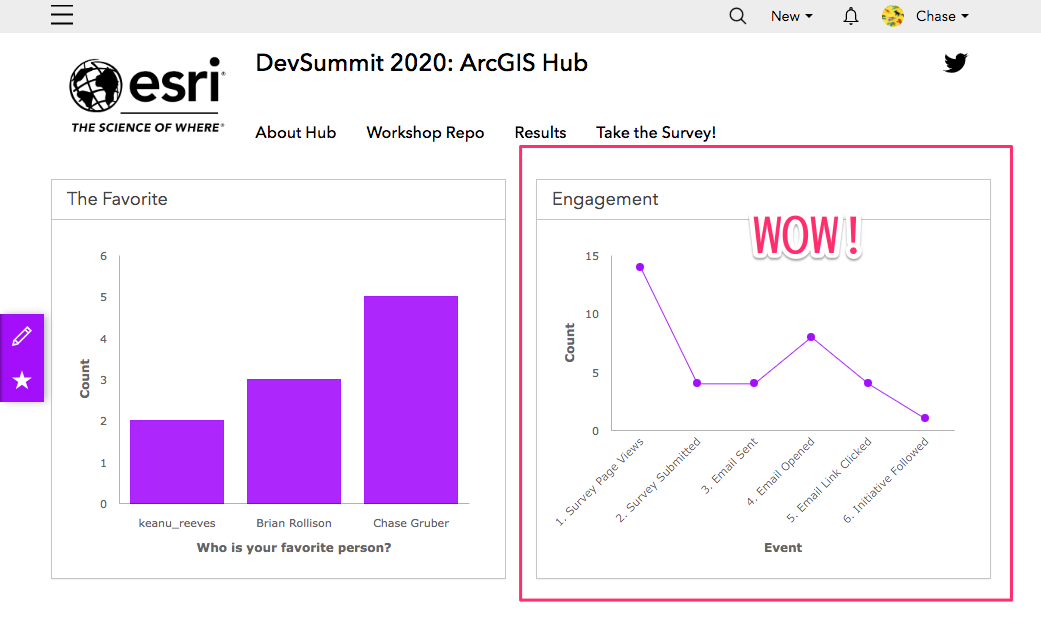 New
Chase
esri
THE SCIENCE OF WHERE®
DevSummit 2020: ArcGIS Hub
About Hub Workshop Repo Results Take the Survey!
The Favorite
6
5
4
3
2
1
0
Count
keanu_reeves Brian Rollison Chase Gruber
Who is your favorite person?
Engagement
WOW!
15
10
5
0
Count
1. Survey Page Views
2. Survey Submitted
3. Email Sent
4. Email Opened
5. Email Link Clicked
6. Initiative Followed
Event